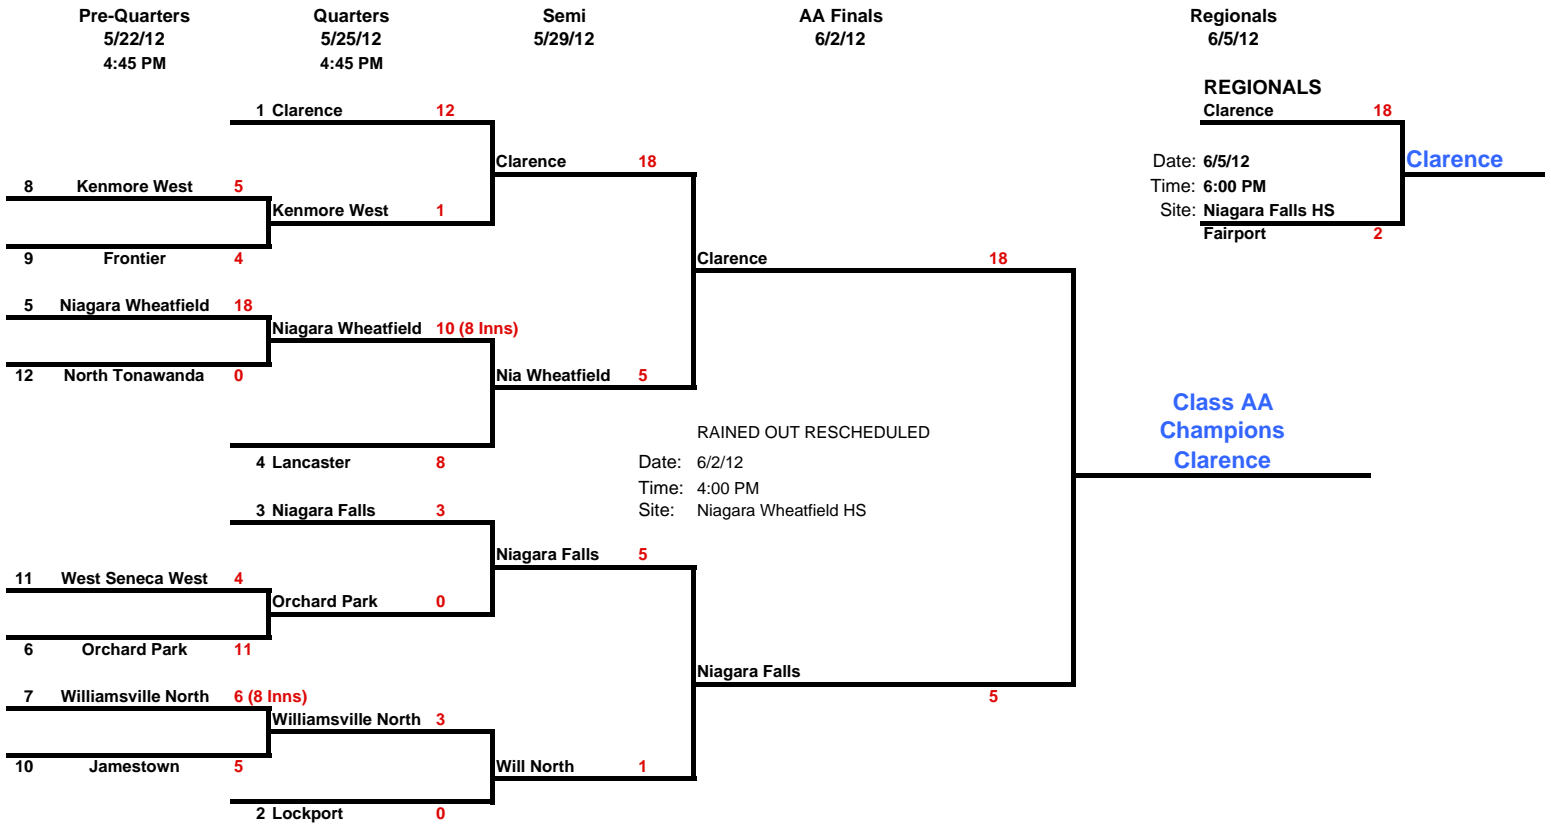 Pre-Quarters Quarters Semi AA Finals Regionals
5/22/12 5/25/12 5/29/12 6/2/12 6/5/12
4:45 PM 4:45 PM
REGIONALS
1 Clarence 12 Clarence 18
Clarence 18 Date: 6/5/12 Clarence
8 Kenmore West 5 Time: 6:00 PM
Kenmore West 1 Site: Niagara Falls HS
Fairport 2
9 Frontier 4 Clarence 18
5 Niagara Wheatfield 18
Niagara Wheatfield 10 (8 Inns)
12 North Tonawanda 0 Nia Wheatfield 5
Class AA
RAINED OUT RESCHEDULED Champions
4 Lancaster 8 Date: 6/2/12 Clarence
Time: 4:00 PM
3 Niagara Falls 3 Site: Niagara Wheatfield HS
Niagara Falls 5
11 West Seneca West 4
Orchard Park 0
6 Orchard Park 11
Niagara Falls
7 Williamsville North 6 (8 Inns) 5
Williamsville North 3
10 Jamestown 5 Will North 1
2 Lockport 0